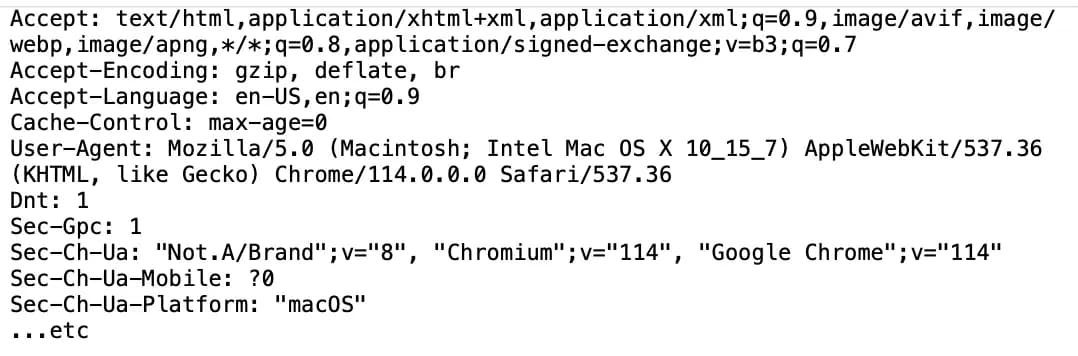 Accept: text/html,application/xhtml+xml,application/xml;q=0.9,image/avif,image/
webp,image/apng,*/*;q=0.8,application/signed-exchange;v=b3;q=0.7
Accept-Encoding: gzip, deflate, br
Accept-Language: en-US,en;q=0.9
Cache-Control: max-age=0
User-Agent: Mozilla/5.0 (Macintosh; Intel Mac OS X 10_15_7) AppleWebKit/537.36
(KHTML, like Gecko) Chrome/114.0.0.0 Safari/537.36
Dnt: 1
Sec-Gpc: 1
Sec-Ch-Ua: "Not.A/Brand";v="8", "Chromium";v="114", "Google Chrome";v="114"
Sec-Ch-Ua-Mobile: ?0
Sec-Ch-Ua-Platform: "macOS"
...etc